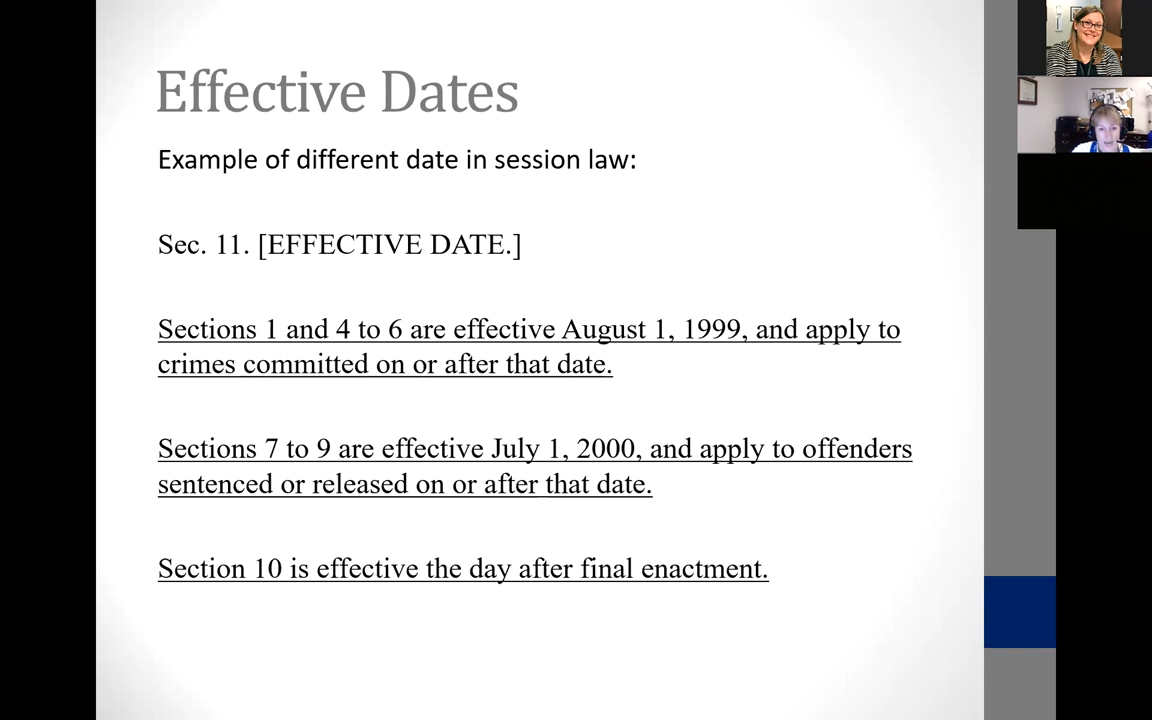 Effective Dates
Example of different date in session law:
Sec. 11. [EFFECTIVE DATE.]
Sections 1 and 4 to 6 are effective August 1, 1999, and apply to
crimes committed on or after that date.
Sections 7 to 9 are effective July 1, 2000, and apply to offenders
sentenced or released on or after that date.
Section 10 is effective the day after final enactment.